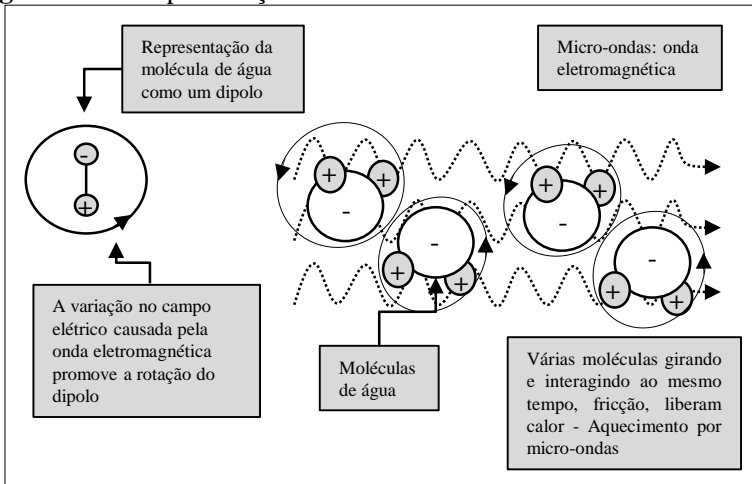 Representação da
molécula de água
como um dipolo
Micro-ondas: onda
eletromagnética
-
+
+
+
-
-
+
+
+
+
-
-
+
+
A variação no campo
elétrico causada pela
onda eletromagnética
promove a rotação do
dipolo
Moléculas
de água
Várias moléculas girando
e interagindo ao mesmo
tempo, fricção, liberam
calor - Aquecimento por
micro-ondas